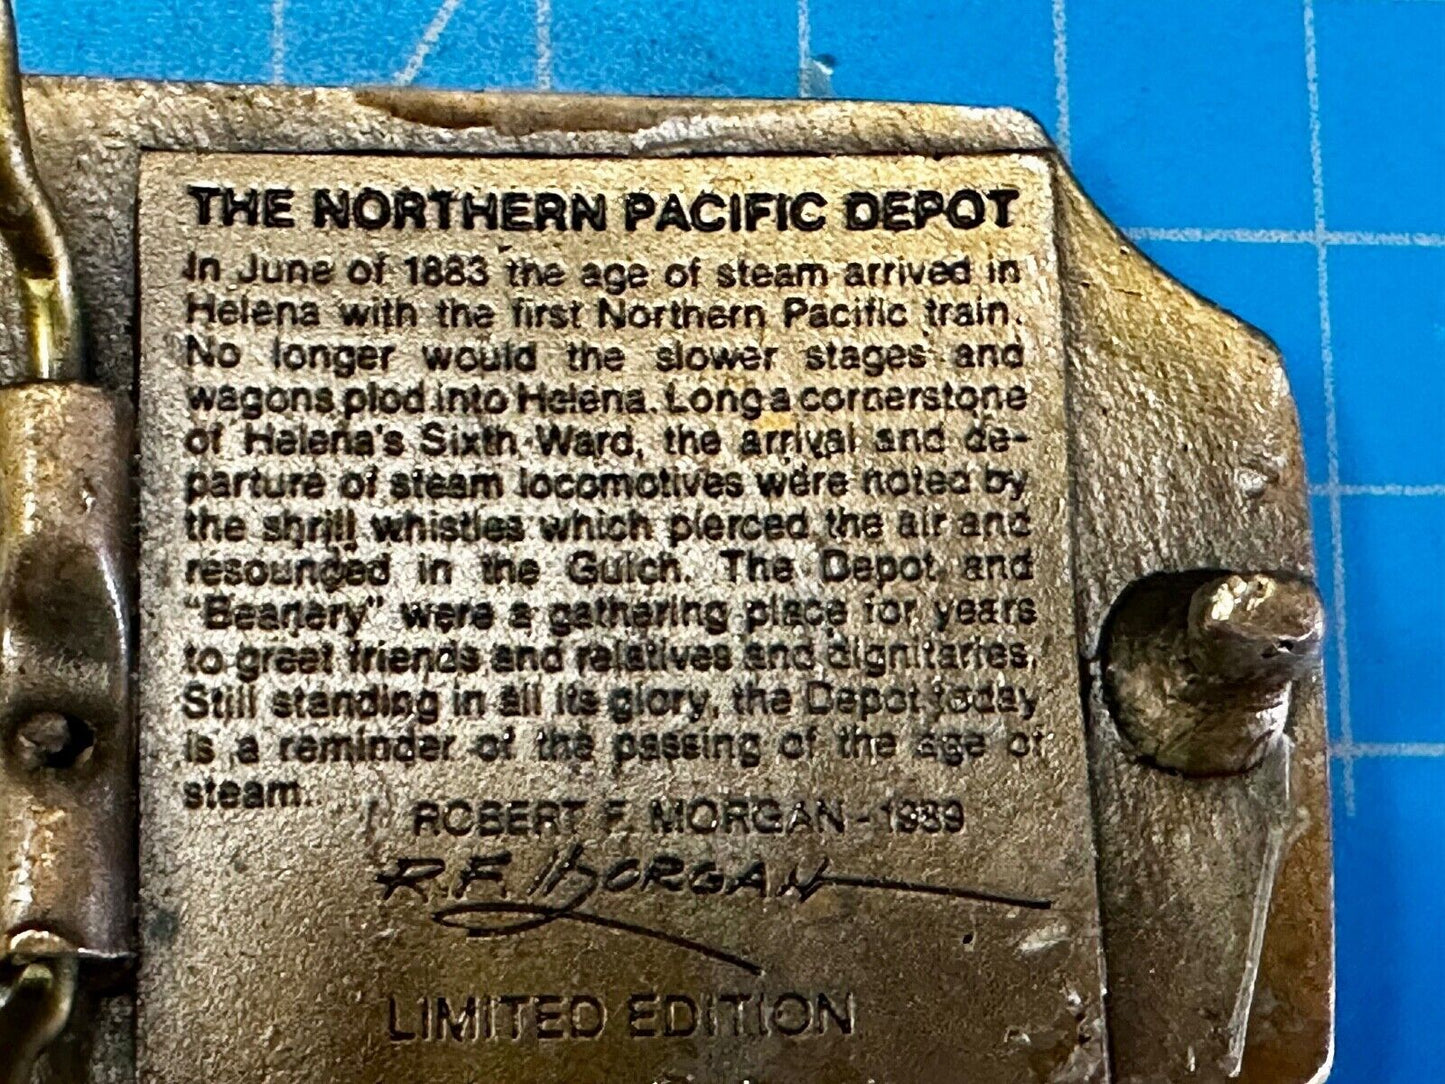 THE NORTHERN PACIFIC DEPOT
In June of 1883 the age of steam arrived in
Helena with the first Northern Pacific train.
No longer would the slower stages and
wagons plod into Helena. Long a cornerstone
of Helena's Sixth Ward, the arrival and de-
parture of steam locomotives were noted by
the shrill whistles which pierced the air and
resounded in the Gulch. The Depot and
"Beanery" were a gathering place for years
to greet friends and relatives and dignitaries.
Still standing in all its glory, the Depot today
is a reminder of the passing of the age of
steam.
ROBERT F. MORGAN - 1989
R.F. MORGAN
LIMITED EDITION